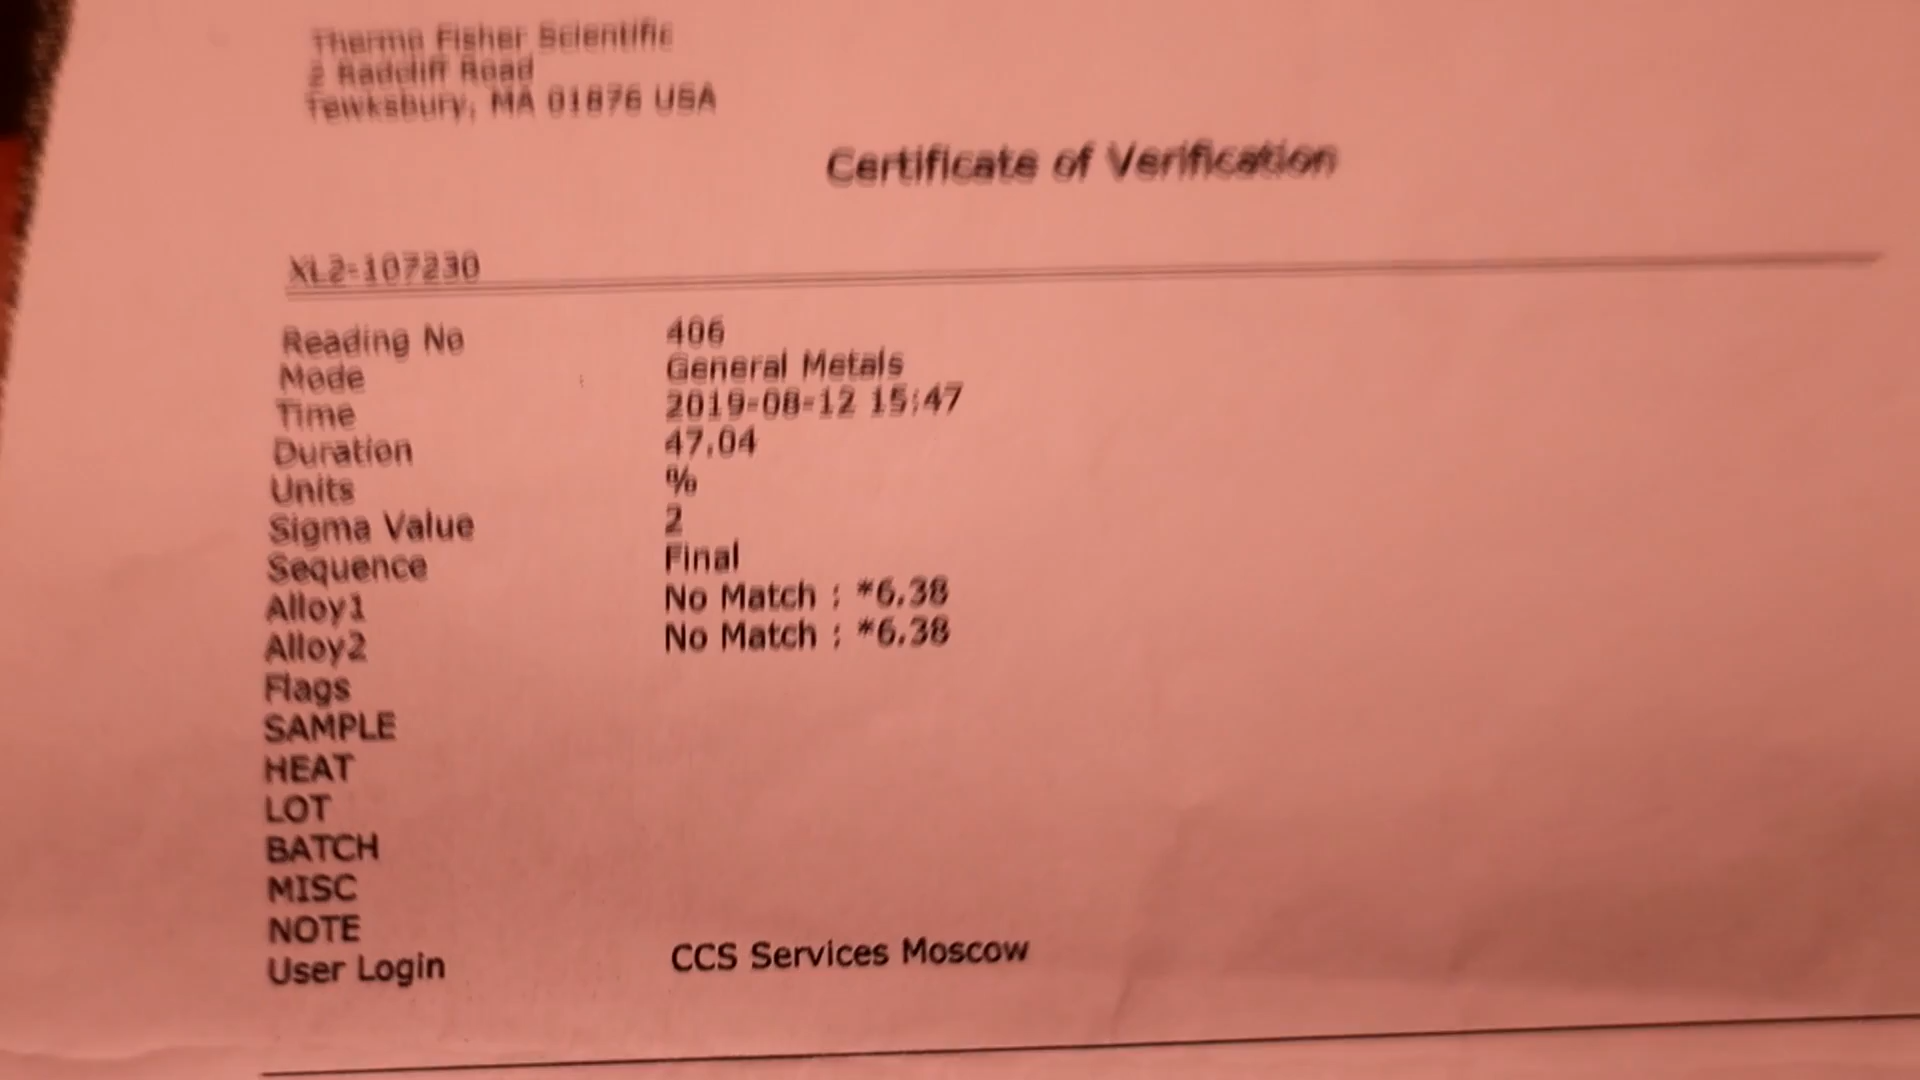 Thermo Fisher Scientific
2 Radcliff Road
Tewksbury, MA 01876 USA
Certificate of Verification
XL2-107230
Reading No 406
Mode General Metals
Time 2019-08-12 15:47
Duration 47.04
Units %
Sigma Value 2
Sequence Final
Alloy1 No Match : *6.38
Alloy2 No Match : *6.38
Flags
SAMPLE
HEAT
LOT
BATCH
MISC
NOTE
User Login CCS Services Moscow